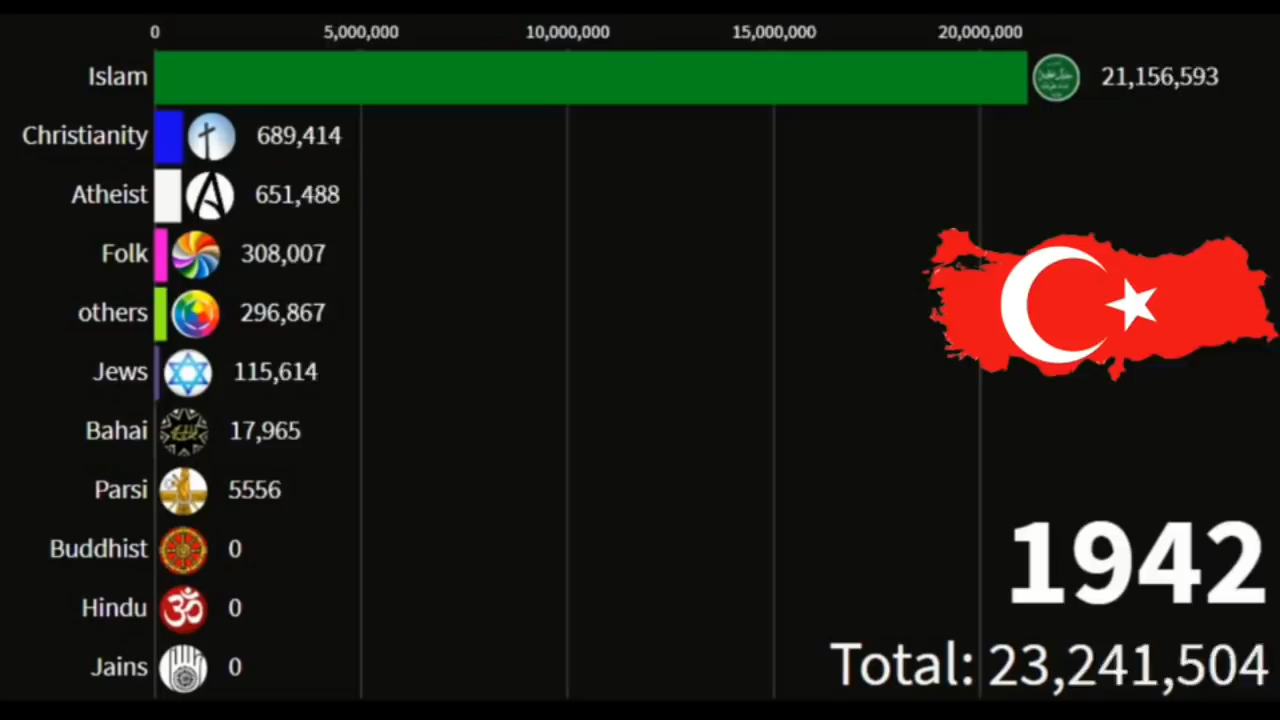 0 5,000,000 10,000,000 15,000,000 20,000,000
Islam 21,156,593
Christianity 689,414
Atheist 651,488
Folk 308,007
others 296,867
Jews 115,614
Bahai 17,965
Parsi 5556
Buddhist 0
Hindu 0
Jains 0
1942
Total: 23,241,504